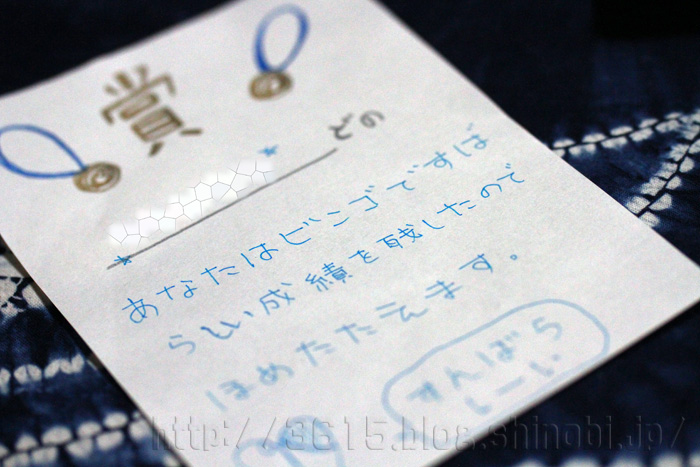 賞
どの
あなたはビンゴですば
らしい成績を残したので
ほめたたえます。
すんばら
しーい
1
http://3615.blog.shinobi.jp/